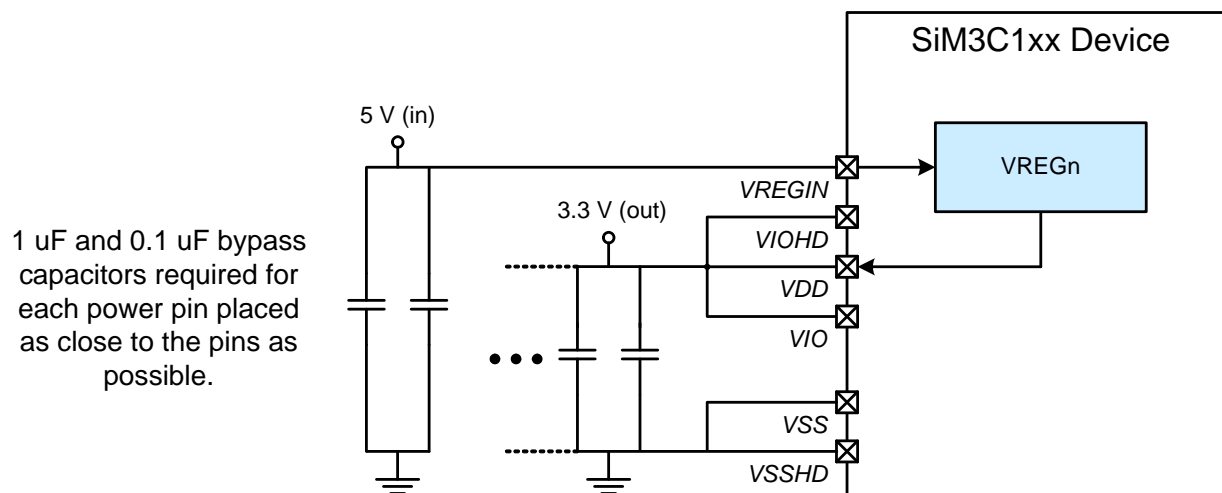 SiM3C1xx Device
5 V (in)
VREGn
VREGIN
3.3 V (out)
VIOHD
1 uF and 0.1 uF bypass
capacitors required for
each power pin placed
as close to the pins as
possible.
VDD
VIO
VSS
VSSHD